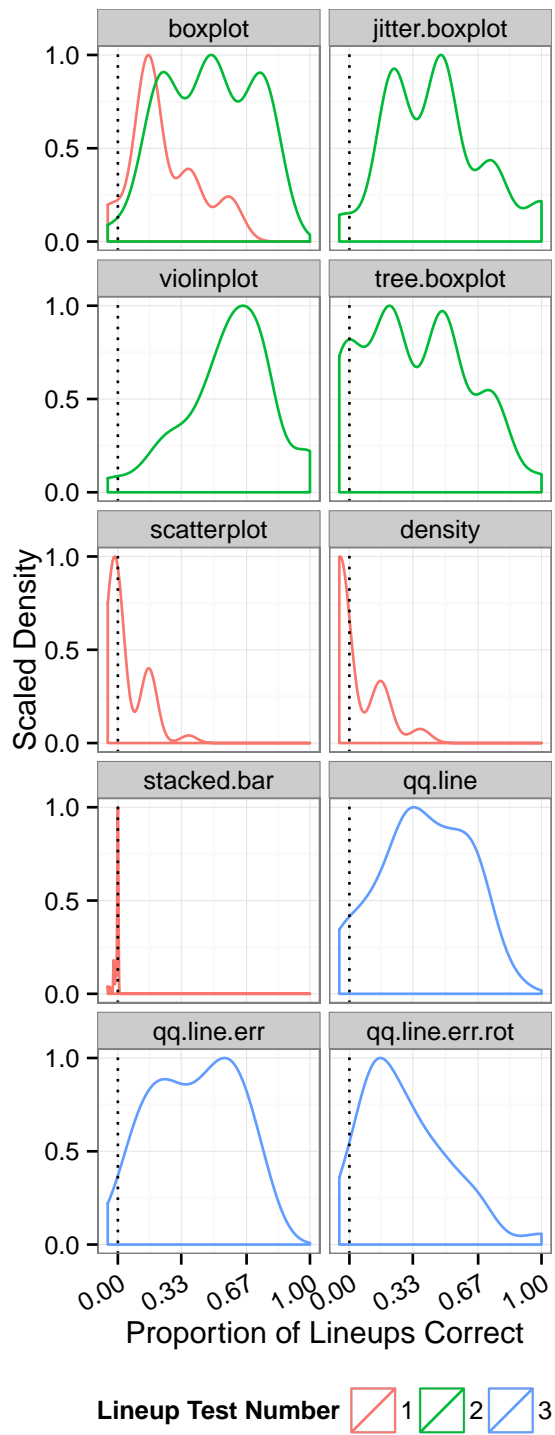 boxplot jitter.boxplot
1.0
0.5
0.0
violinplot tree.boxplot
1.0
0.5
0.0
scatterplot density
1.0
0.5
0.0
Scaled Density
stacked.bar qq.line
1.0
0.5
0.0
qq.line.err qq.line.err.rot
1.0
0.5
0.0
0.00 0.33 0.67 1.00 0.00 0.33 0.67 1.00
Proportion of Lineups Correct
Lineup Test Number 1 2 3